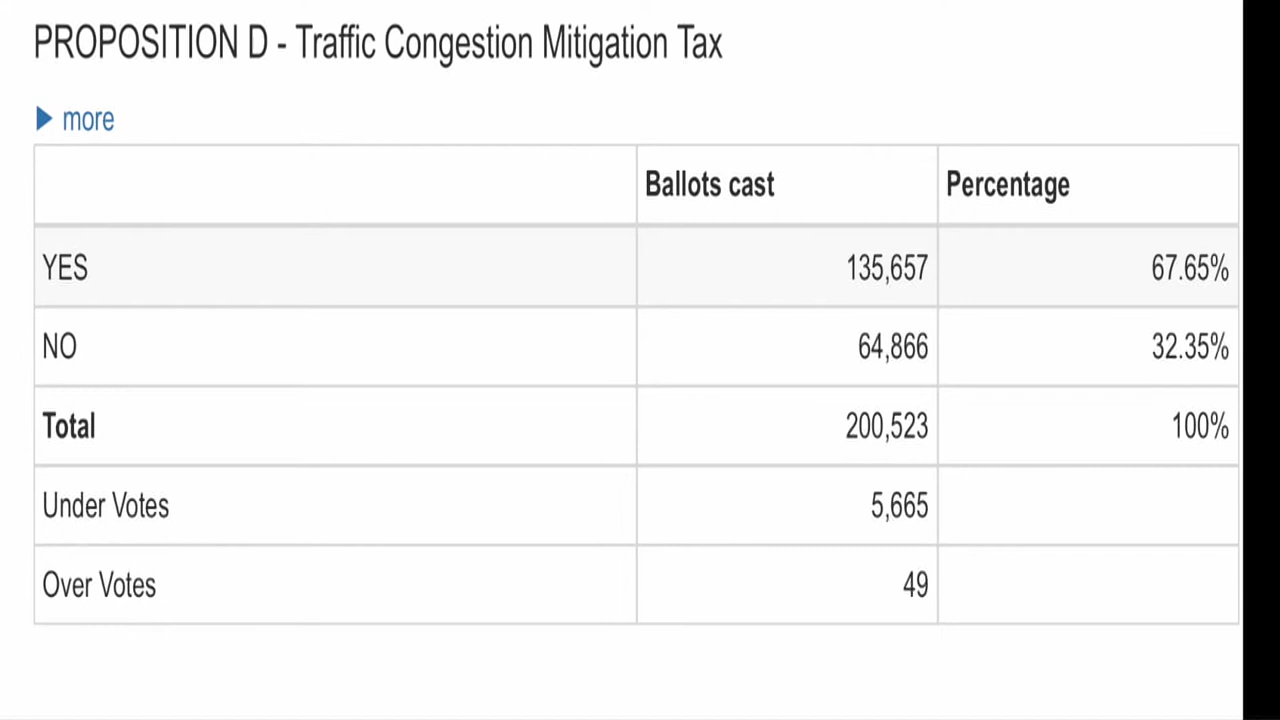 PROPOSITION D - Traffic Congestion Mitigation Tax
▶ more
Ballots cast Percentage
YES 135,657 67.65%
NO 64,866 32.35%
Total 200,523 100%
Under Votes 5,665
Over Votes 49